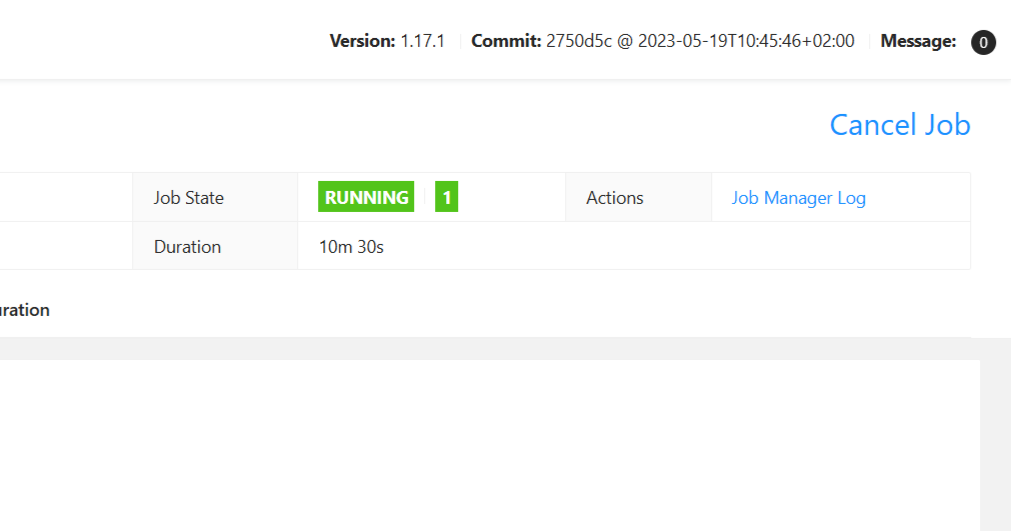 Version: 1.17.1 Commit: 2750d5c @ 2023-05-19T10:45:46+02:00 Message: 0
Cancel Job
Job State RUNNING 1 Actions Job Manager Log
Duration 10m 30s